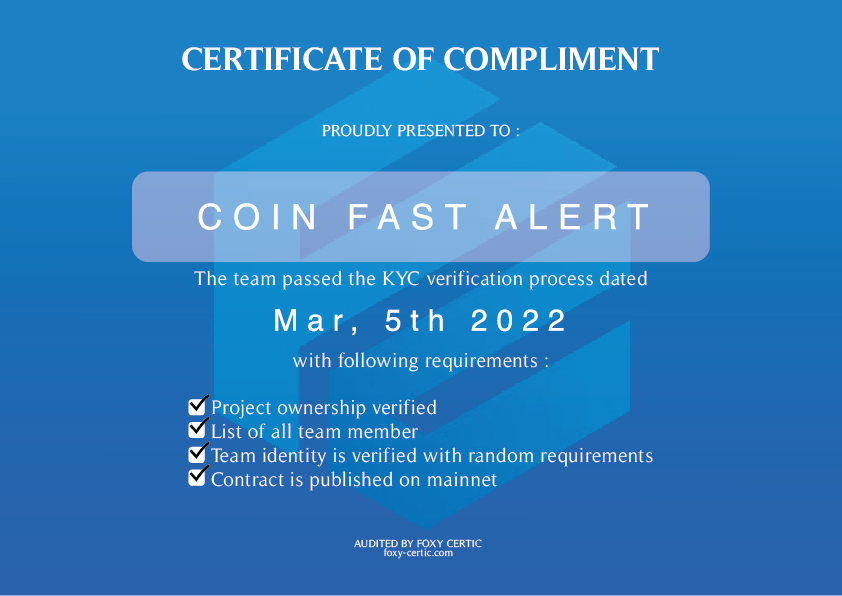 CERTIFICATE OF COMPLIMENT
PROUDLY PRESENTED TO :
COIN FAST ALERT
The team passed the KYC verification process dated
Mar, 5th 2022
with following requirements :
Project ownership verified
List of all team member
Team identity is verified with random requirements
Contract is published on mainnet
AUDITED BY FOXY CERTIC
foxy-certic.com